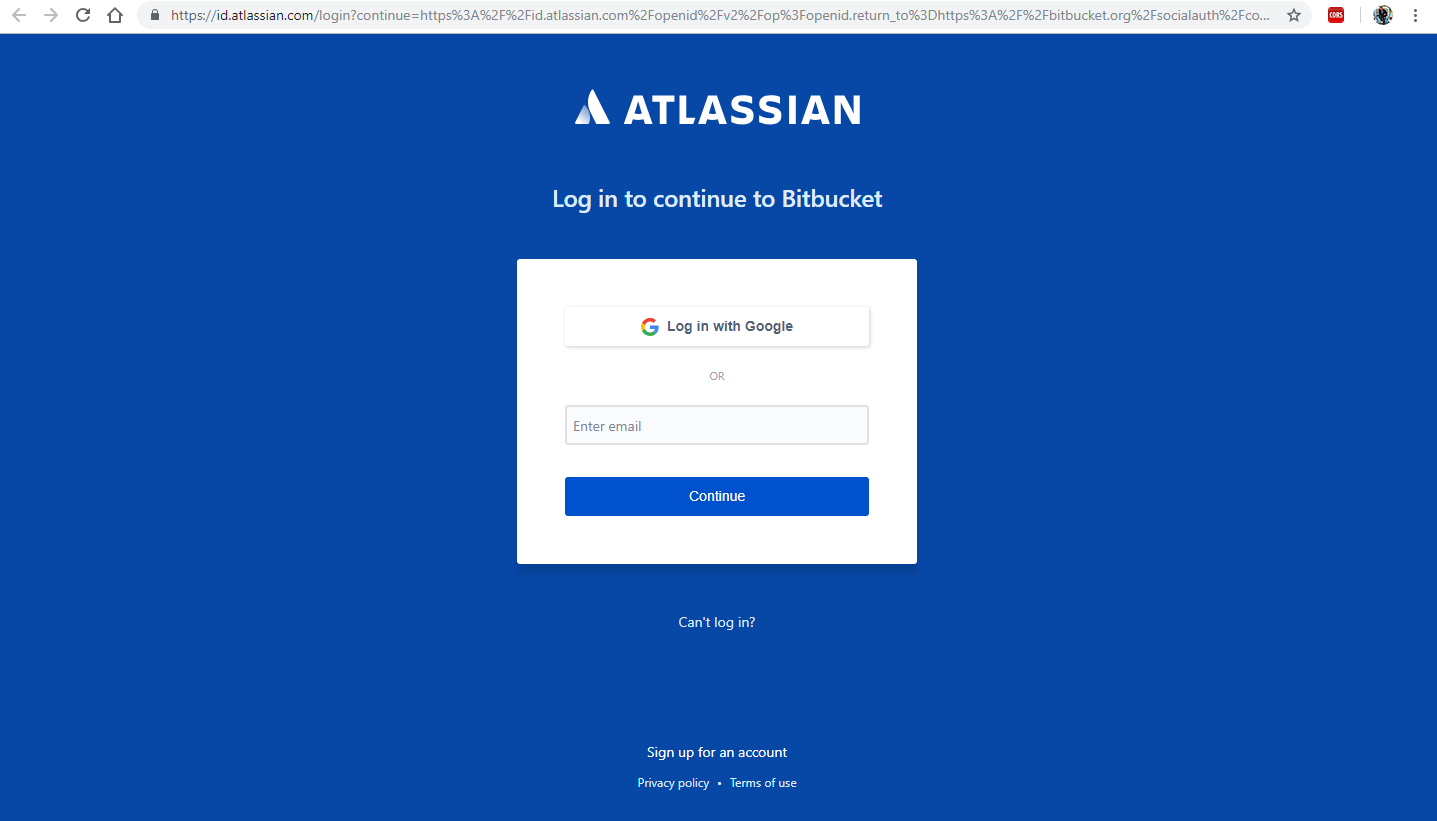 https://id.atlassian.com/login?continue=https%3A%2F%2Fid.atlassian.com%2Fopenid%2Fv2%2Fop%3Fopenid.return_to%3Dhttps%3A%2F%2Fbitbucket.org%2Fsocialauth%2Fco...
CORS
ATLASSIAN
Log in to continue to Bitbucket
Log in with Google
OR
Enter email
Continue
Can't log in?
Sign up for an account
Privacy policy • Terms of use